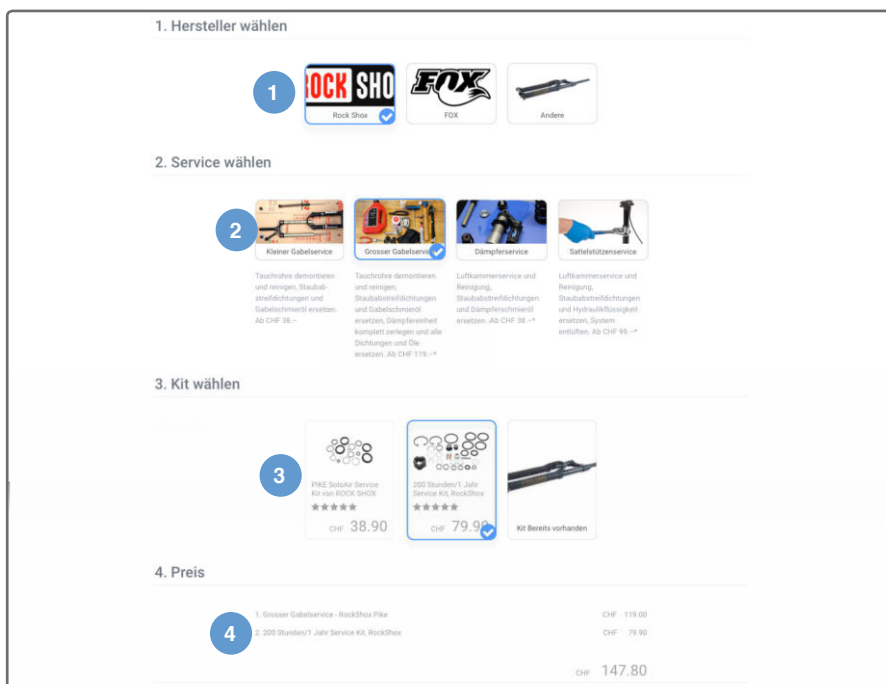 1. Hersteller wählen
1
ROCK SHO
FOX
Rock Shox
FOX
Andere
2. Service wählen
2
Kleiner Gabelservice
Grosser Gabelservice
Dämpferservice
Sattelstützenservice
Tauchrohre demontieren
und reinigen, Staubab-
streifdichtungen und
Gabelschmieröl ersetzen.
Ab CHF 38.–
Tauchrohre demontieren
und reinigen,
Staubabstreifdichtungen
und Gabelschmieröl
ersetzen, Dämpfereinheit
komplett zerlegen und alle
Dichtungen und Öle
ersetzen. Ab CHF 119.–*
Luftkammerservice und
Reinigung,
Staubabstreifdichtungen
und Dämpferschmieröl
ersetzen. Ab CHF 38.–*
Luftkammerservice und
Reinigung,
Staubabstreifdichtungen
und Hydraulikflüssigkeit
ersetzen, System
entlüften. Ab CHF 99.–*
3. Kit wählen
3
PIKE SoloAir Service
Kit von ROCK SHOX
★★★★★
CHF 38.90
200 Stunden/1 Jahr
Service Kit, RockShox
★★★★★
CHF 79.90
Kit Bereits vorhanden
4. Preis
4
1. Grosser Gabelservice - RockShox Pike CHF 119.00
2. 200 Stunden/1 Jahr Service Kit, RockShox CHF 79.90
CHF 147.80